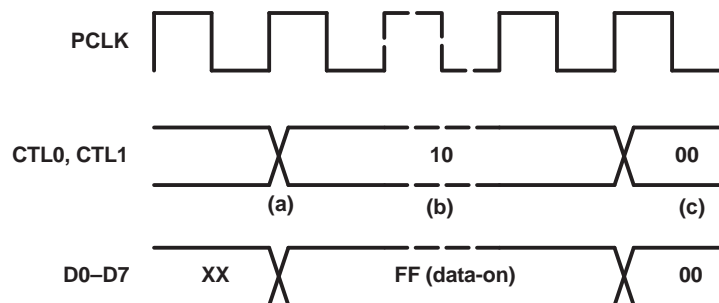 PCLK
CTL0, CTL1 10 00
(a) (b) (c)
D0–D7 XX FF (data-on) 00